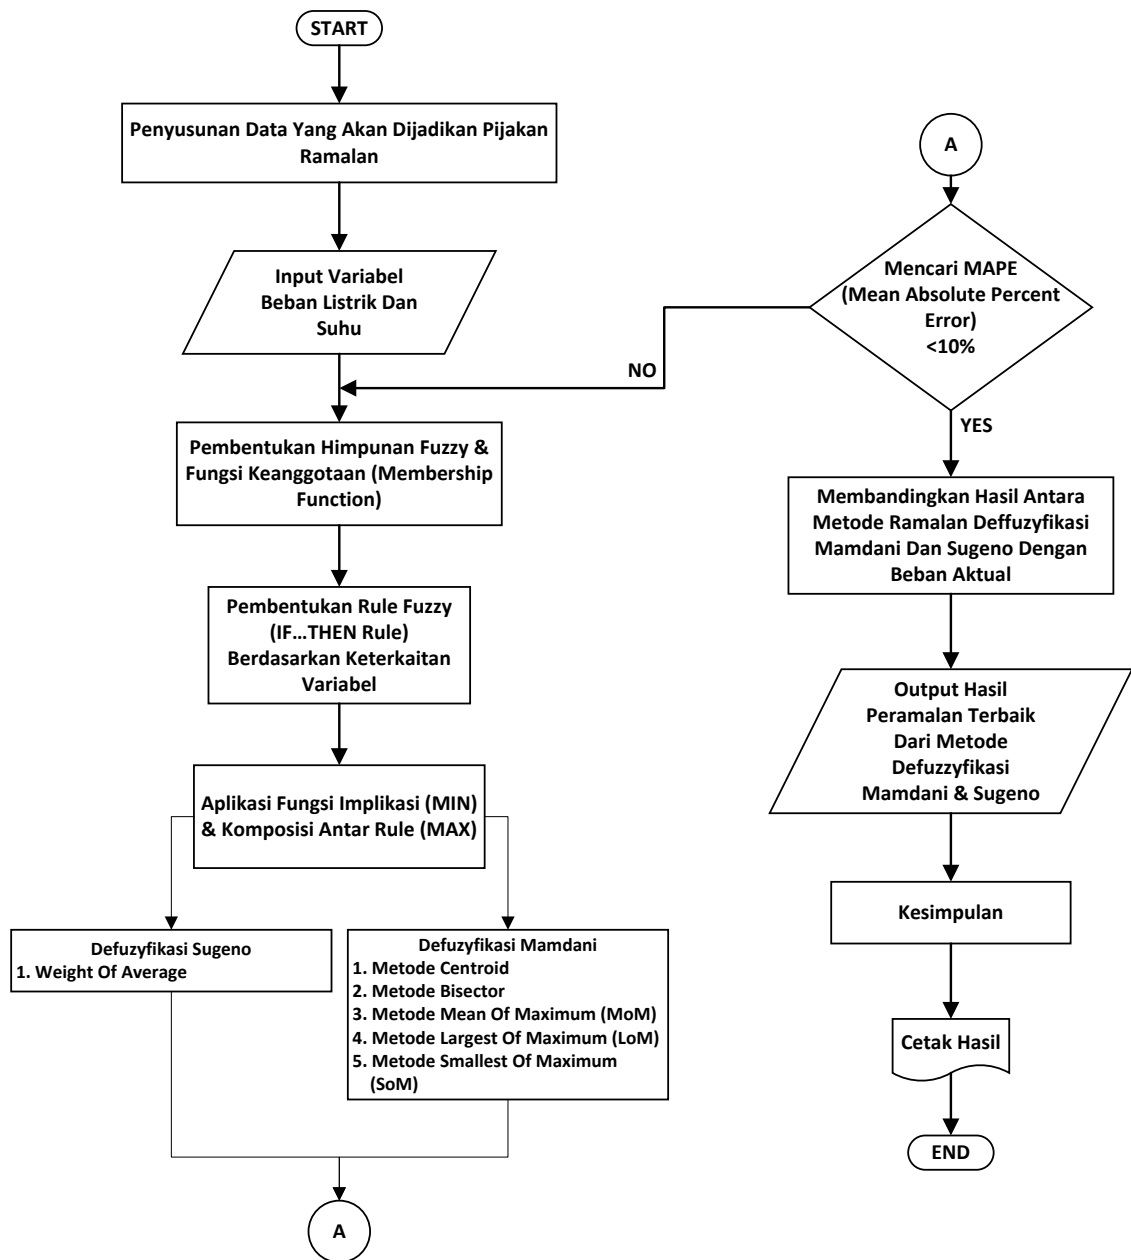 START
Penyusunan Data Yang Akan Dijadikan Pijakan
Ramalan
Input Variabel
Beban Listrik Dan
Suhu
Pembentukan Himpunan Fuzzy &
Fungsi Keanggotaan (Membership
Function)
Pembentukan Rule Fuzzy
(IF...THEN Rule)
Berdasarkan Keterkaitan
Variabel
Aplikasi Fungsi Implikasi (MIN)
& Komposisi Antar Rule (MAX)
Defuzyfikasi Sugeno
1. Weight Of Average
Defuzyfikasi Mamdani
1. Metode Centroid
2. Metode Bisector
3. Metode Mean Of Maximum (MoM)
4. Metode Largest Of Maximum (LoM)
5. Metode Smallest Of Maximum
(SoM)
A
A
Mencari MAPE
(Mean Absolute Percent
Error)
<10%
NO
YES
Membandingkan Hasil Antara
Metode Ramalan Deffuzyfikasi
Mamdani Dan Sugeno Dengan
Beban Aktual
Output Hasil
Peramalan Terbaik
Dari Metode
Defuzzyfikasi
Mamdani & Sugeno
Kesimpulan
Cetak Hasil
END